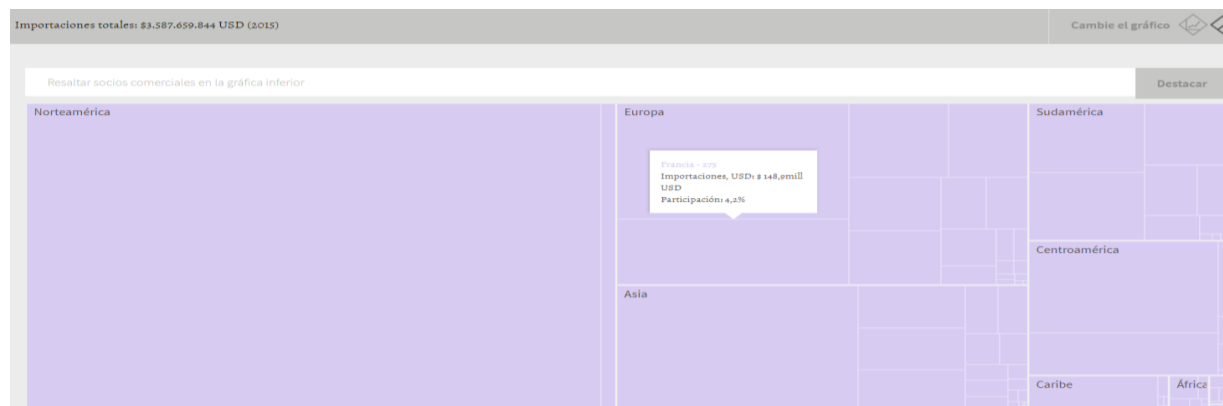 Importaciones totales: $3.587.659.844 USD (2015)
Cambie el gráfico
Resaltar socios comerciales en la gráfica inferior
Destacar
Norteamérica
Europa
Sudamérica
Francia - 275
Importaciones, USD: $ 148,9mill
USD
Participación: 4,2%
Centroamérica
Asia
Caribe
África